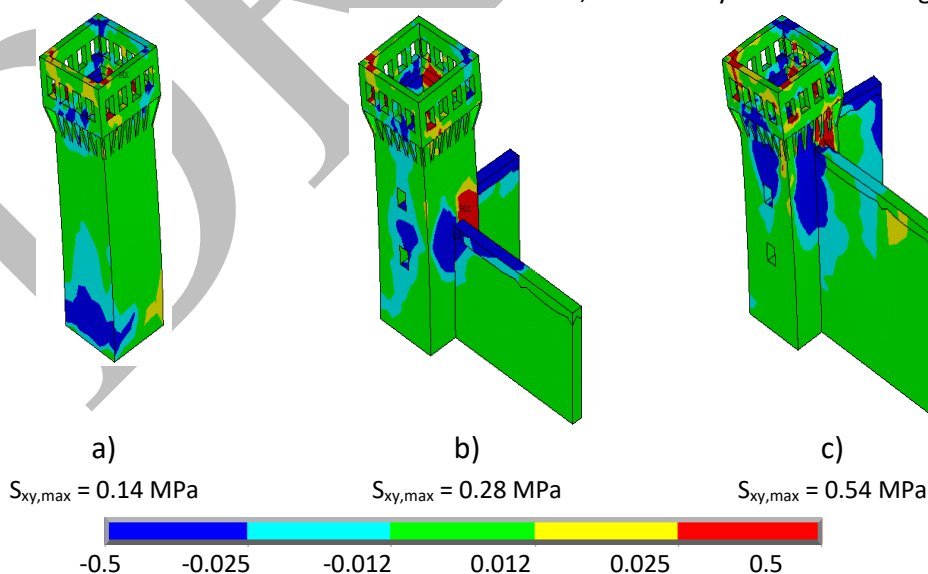 a)
b)
c)
Sxy,max = 0.14 MPa
Sxy,max = 0.28 MPa
Sxy,max = 0.54 MPa
-0.5 -0.025 -0.012 0.012 0.025 0.5